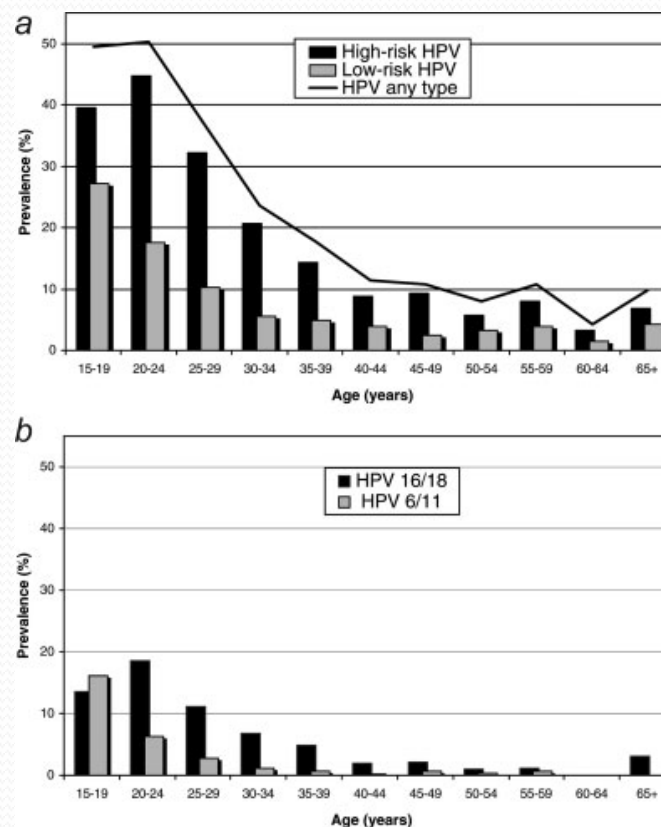 a
50
40
30
20
10
0
Prevalence (%)
High-risk HPV
Low-risk HPV
HPV any type
15-19 20-24 25-29 30-34 35-39 40-44 45-49 50-54 55-59 60-64 65+
Age (years)
b
50
40
30
20
10
0
Prevalence (%)
HPV 16/18
HPV 6/11
15-19 20-24 25-29 30-34 35-39 40-44 45-49 50-54 55-59 60-64 65+
Age (years)